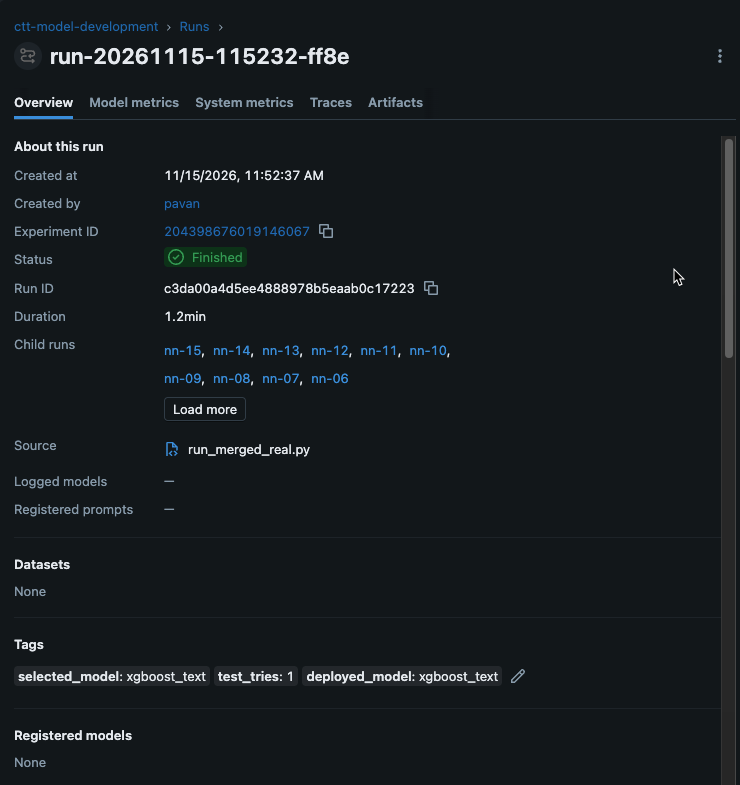 ctt-model-development › Runs ›
run-20261115-115232-ff8e
Overview Model metrics System metrics Traces Artifacts
About this run
Created at 11/15/2026, 11:52:37 AM
Created by pavan
Experiment ID 204398676019146067
Status Finished
Run ID c3da00a4d5ee4888978b5eaab0c17223
Duration 1.2min
Child runs nn-15, nn-14, nn-13, nn-12, nn-11, nn-10,
nn-09, nn-08, nn-07, nn-06
Load more
Source run_merged_real.py
Logged models —
Registered prompts —
Datasets
None
Tags
selected_model: xgboost_text test_tries: 1 deployed_model: xgboost_text
Registered models
None